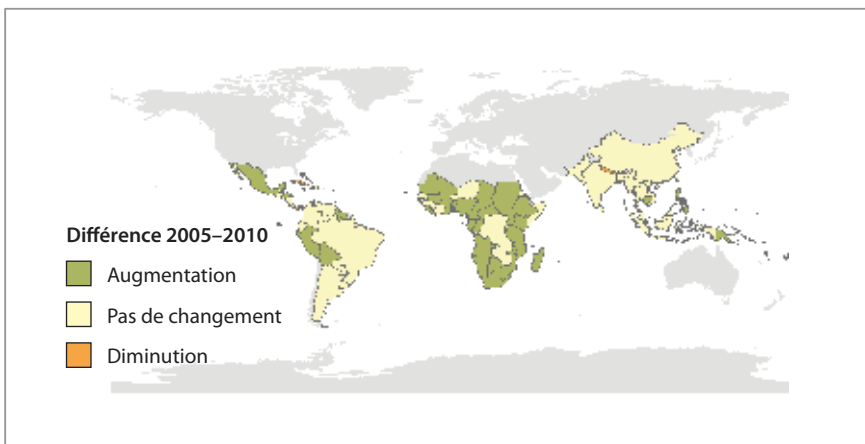 Différence 2005–2010
Augmentation
Pas de changement
Diminution